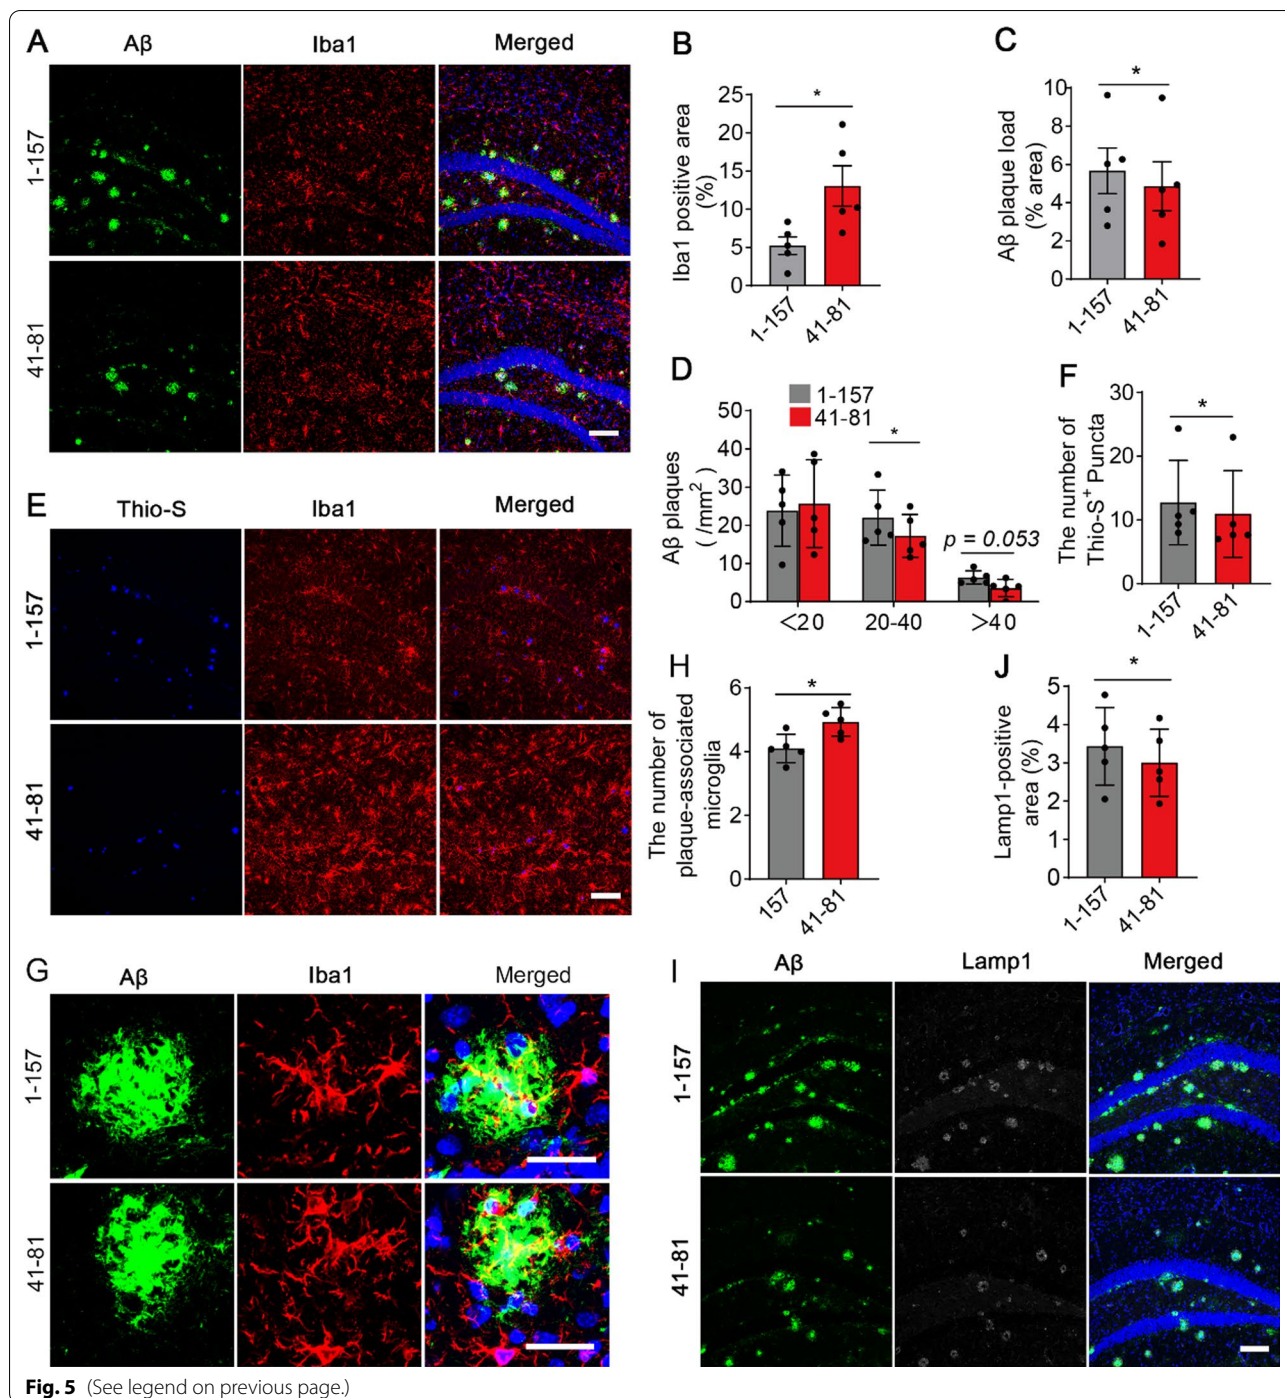 A
Aβ
Iba1
Merged
1-157
41-81
B
Iba1 positive area
(%)
25
20
15
10
5
0
*
1-157
41-81
C
Aβ plaque load
(% area)
10
8
6
4
2
0
*
1-157
41-81
D
1-157
41-81
Aβ plaques
( /mm²)
50
40
30
20
10
0
*
p = 0.053
<20
20-40
>40
F
The number of
Thio-S⁺ Puncta
30
20
10
0
*
1-157
41-81
E
Thio-S
Iba1
Merged
1-157
41-81
H
The number of
plaque-associated
microglia
6
4
2
0
*
157
41-81
J
Lamp1-positive
area (%)
5
4
3
2
1
0
*
1-157
41-81
G
Aβ
Iba1
Merged
1-157
41-81
I
Aβ
Lamp1
Merged
1-157
41-81
Fig. 5 (See legend on previous page.)